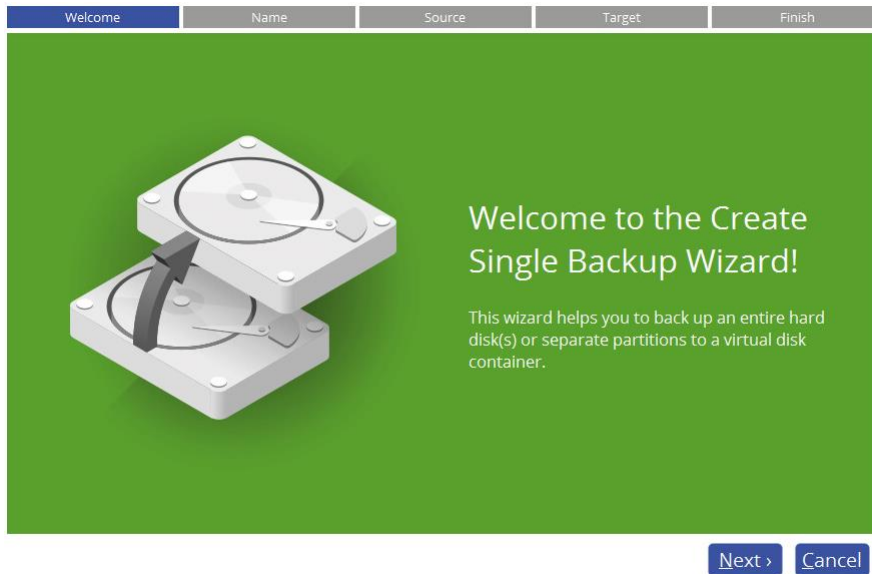 Welcome Name Source Target Finish
Welcome to the Create
Single Backup Wizard!
This wizard helps you to back up an entire hard
disk(s) or separate partitions to a virtual disk
container.
Next › Cancel